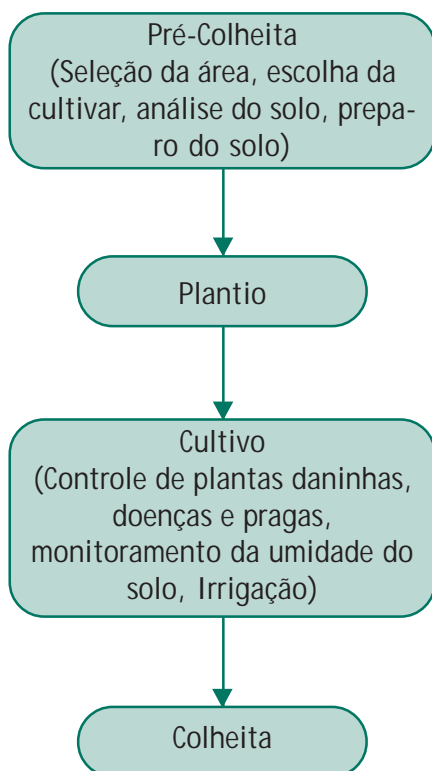 Pré-Colheita
(Seleção da área, escolha da
cultivar, análise do solo, prepa-
ro do solo)
Plantio
Cultivo
(Controle de plantas daninhas,
doenças e pragas,
monitoramento da umidade do
solo, Irrigação)
Colheita